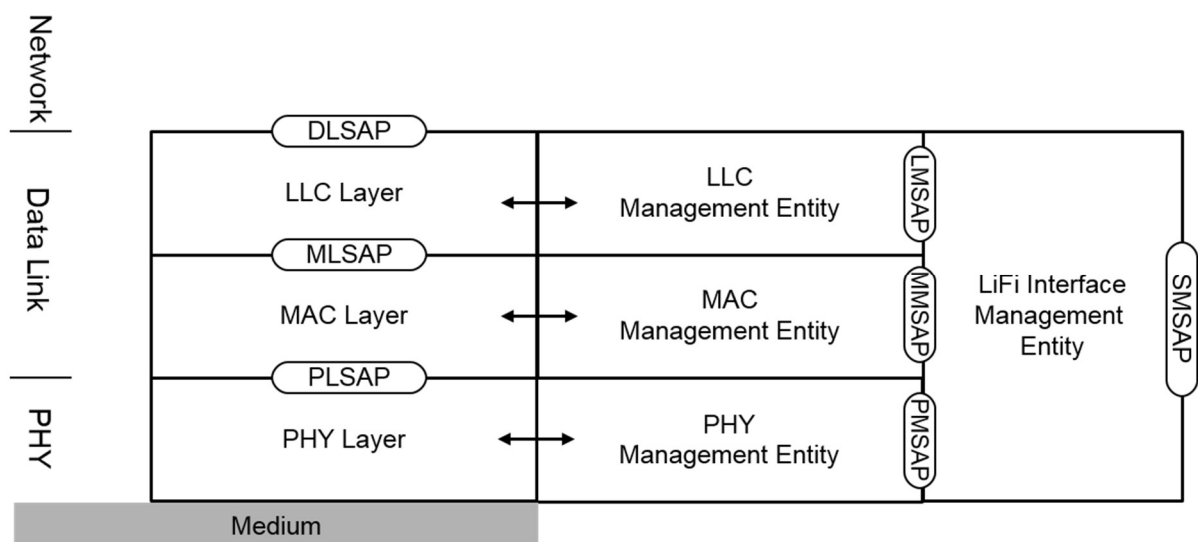 Network
Data Link
PHY
DLSAP
LLC Layer
MLSAP
MAC Layer
PLSAP
PHY Layer
Medium
LLC
Management Entity
MAC
Management Entity
PHY
Management Entity
LMSAP
MMSAP
PMSAP
LiFi Interface
Management
Entity
SMSAP